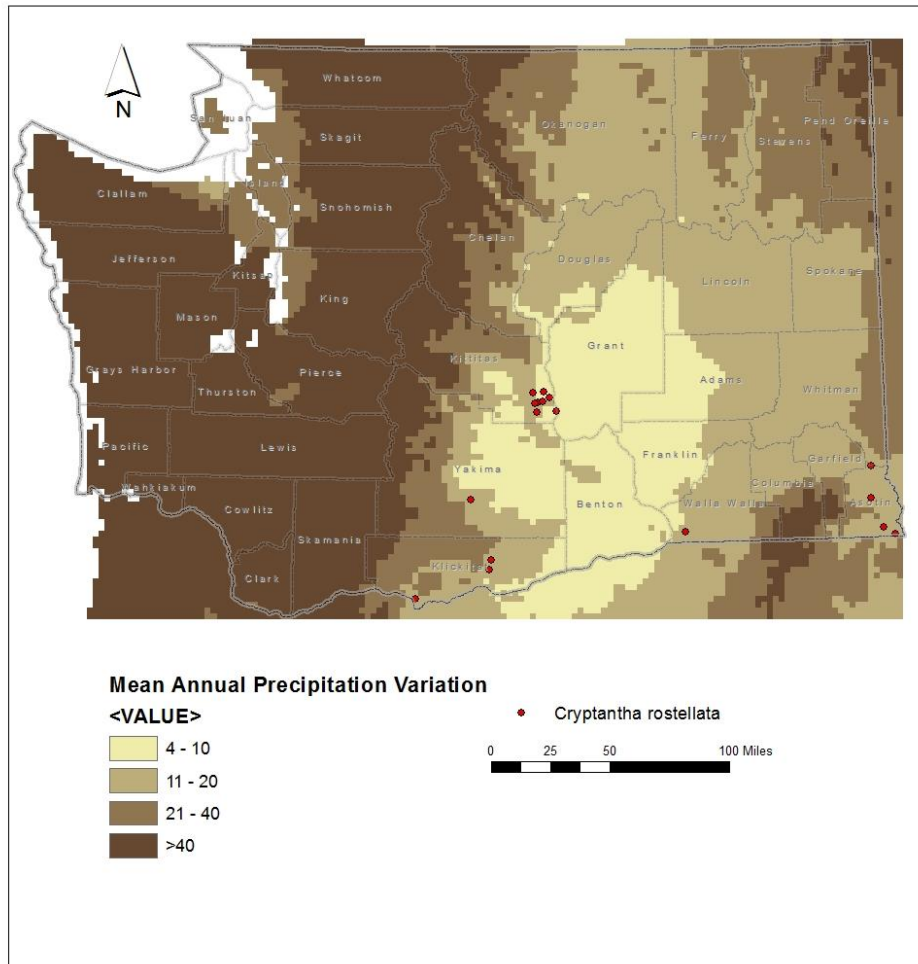 N
Whatcom
San Juan
Skagit
Okanogan
Ferry
Stevens
Pend Oreille
Clallam
Island
Snohomish
Chelan
Jefferson
Kitsap
Douglas
Lincoln
Spokane
King
Mason
Grant
Grays Harbor
Thurston
Pierce
Kittitas
Adams
Whitman
Pacific
Lewis
Yakima
Franklin
Garfield
Columbia
Wahkiakum
Cowlitz
Benton
Walla Walla
Asotin
Skamania
Klickitat
Clark
Mean Annual Precipitation Variation
<VALUE>
4 - 10
11 - 20
21 - 40
>40
Cryptantha rostellata
0 25 50 100 Miles